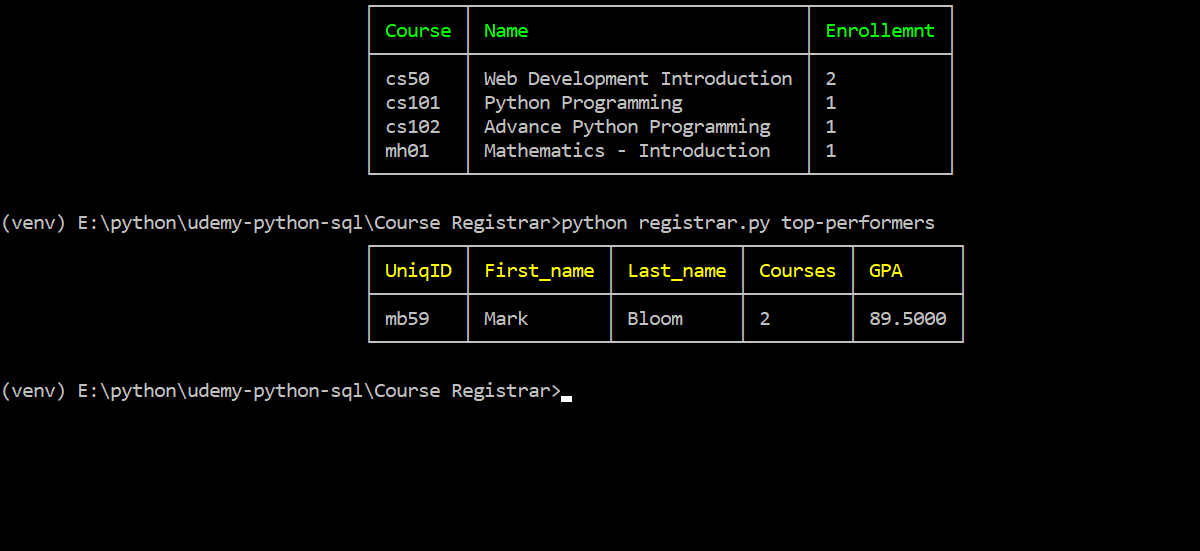 Course Name Enrollemnt
cs50 Web Development Introduction 2
cs101 Python Programming 1
cs102 Advance Python Programming 1
mh01 Mathematics - Introduction 1
(venv) E:\python\udemy-python-sql\Course Registrar>python registrar.py top-performers
UniqID First_name Last_name Courses GPA
mb59 Mark Bloom 2 89.5000
(venv) E:\python\udemy-python-sql\Course Registrar>